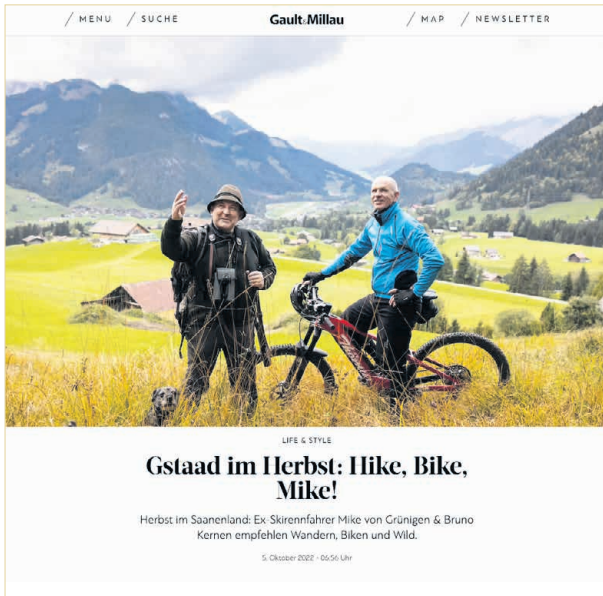 MENU SUCHE Gault&Millau MAP NEWSLETTER
LIFE & STYLE
Gstaad im Herbst: Hike, Bike,
Mike!
Herbst im Saanenland: Ex-Skirennfahrer Mike von Grünigen & Bruno
Kernen empfehlen Wandern, Biken und Wild.
5. Oktober 2022 - 06:56 Uhr